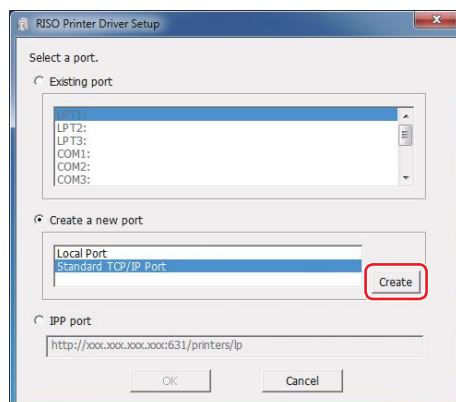 RISO Printer Driver Setup
Select a port.
Existing port
LPT1:
LPT2:
LPT3:
COM1:
COM2:
COM3:
Create a new port
Local Port
Standard TCP/IP Port
Create
IPP port
http://xxx.xxx.xxx.xxx:631/printers/lp
OK
Cancel